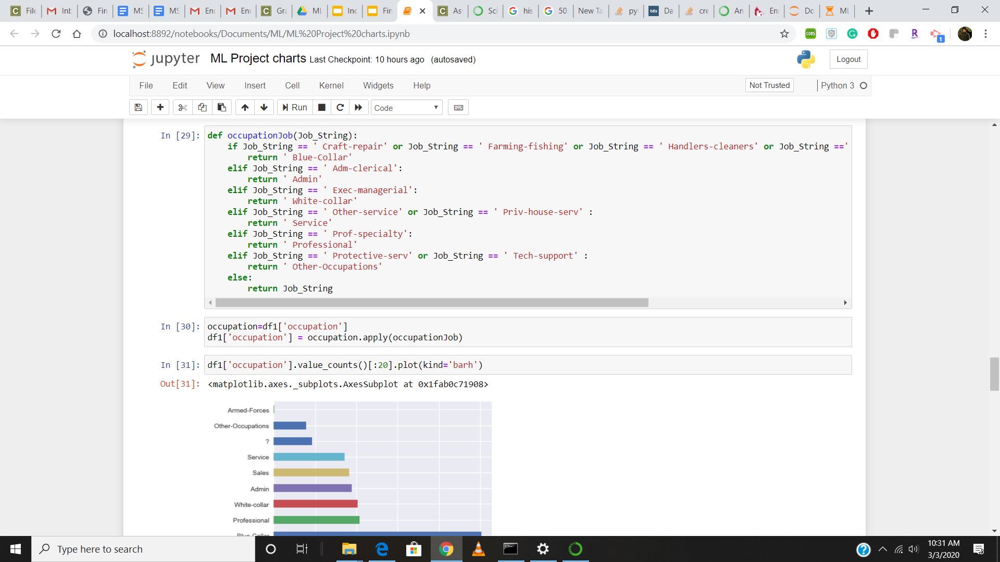 File
Inb
Fin
MS
MS
Em
Em
Gra
ML
Inc
Fin
As
Sci
his
50
New Ta
py
tds Da
cre
An
En
Do
ML
localhost:8892/notebooks/Documents/ML/ML%20Project%20charts.ipynb
CORS
R
1
jupyter ML Project charts Last Checkpoint: 10 hours ago (autosaved)
Logout
File Edit View Insert Cell Kernel Widgets Help
Not Trusted Python 3
Run Code
In [29]:
def occupationJob(Job_String):
if Job_String == ' Craft-repair' or Job_String == ' Farming-fishing' or Job_String == ' Handlers-cleaners' or Job_String =='
return ' Blue-Collar'
elif Job_String == ' Adm-clerical':
return ' Admin'
elif Job_String == ' Exec-managerial':
return ' White-collar'
elif Job_String == ' Other-service' or Job_String == ' Priv-house-serv' :
return ' Service'
elif Job_String == ' Prof-specialty':
return ' Professional'
elif Job_String == ' Protective-serv' or Job_String == ' Tech-support' :
return ' Other-Occupations'
else:
return Job_String
In [30]:
occupation=df1['occupation']
df1['occupation'] = occupation.apply(occupationJob)
In [31]:
df1['occupation'].value_counts()[:20].plot(kind='barh')
Out[31]:
<matplotlib.axes._subplots.AxesSubplot at 0x1fab0c71908>
Armed-Forces
Other-Occupations
?
Service
Sales
Admin
White-collar
Professional
Blue-Collar
Type here to search
10:31 AM
3/3/2020